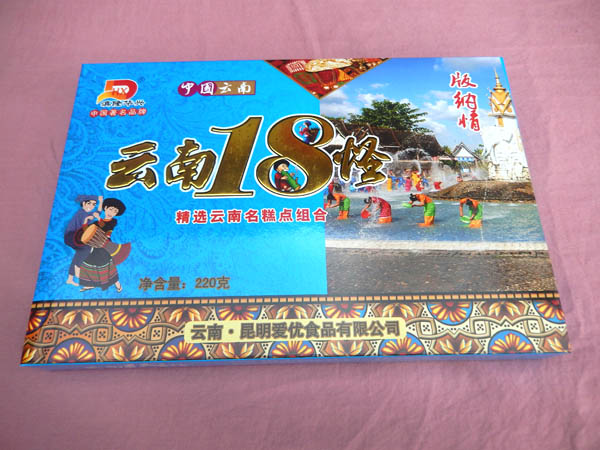 中国著名品牌
中国云南
版纳情
云南18怪
精选云南名糕点组合
净含量：220克
云南·昆明爱优食品有限公司